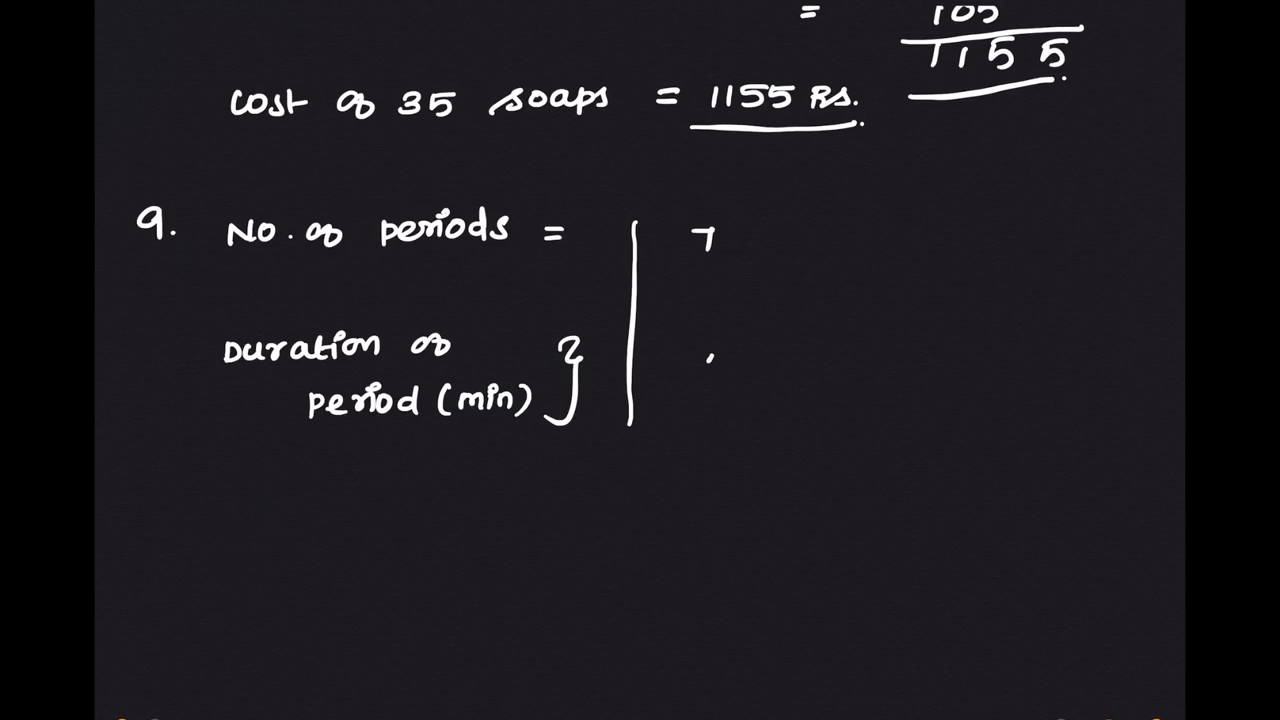 = 105
1155
cost of 35 soaps = 1155 Rs.
9. No. of periods = 7
Duration of
period (min)